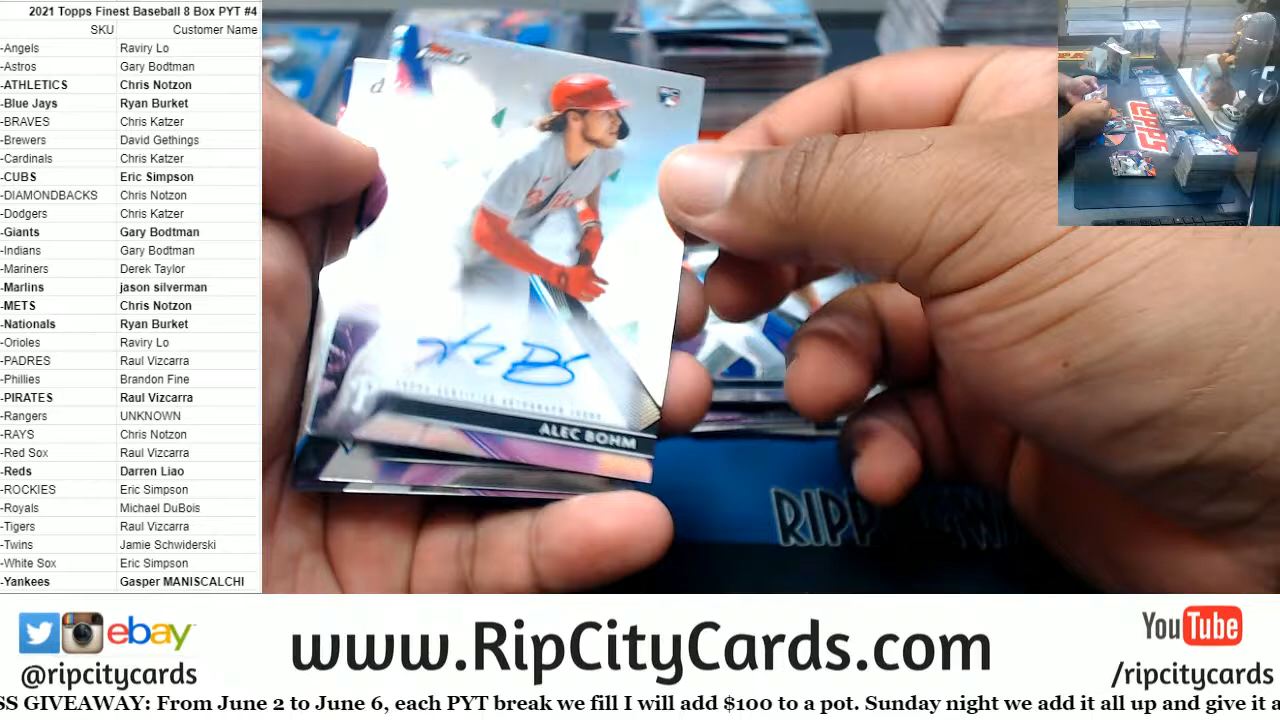 2021 Topps Finest Baseball 8 Box PYT #4
SKU Customer Name
-Angels Raviry Lo
-Astros Gary Bodtman
-ATHLETICS Chris Notzon
-Blue Jays Ryan Burket
-BRAVES Chris Katzer
-Brewers David Gethings
-Cardinals Chris Katzer
-CUBS Eric Simpson
-DIAMONDBACKS Chris Notzon
-Dodgers Chris Katzer
-Giants Gary Bodtman
-Indians Gary Bodtman
-Mariners Derek Taylor
-Marlins jason silverman
-METS Chris Notzon
-Nationals Ryan Burket
-Orioles Raviry Lo
-PADRES Raul Vizcarra
-Phillies Brandon Fine
-PIRATES Raul Vizcarra
-Rangers UNKNOWN
-RAYS Chris Notzon
-Red Sox Raul Vizcarra
-Reds Darren Liao
-ROCKIES Eric Simpson
-Royals Michael DuBois
-Tigers Raul Vizcarra
-Twins Jamie Schwiderski
-White Sox Eric Simpson
-Yankees Gasper MANISCALCHI
Phillies
TOPPS CERTIFIED AUTOGRAPH ISSUE
ALEC BOHM
RIPP
ebay
@ripcitycards
www.RipCityCards.com
YouTube
/ripcitycards
SS GIVEAWAY: From June 2 to June 6, each PYT break we fill I will add $100 to a pot. Sunday night we add it all up and give it a